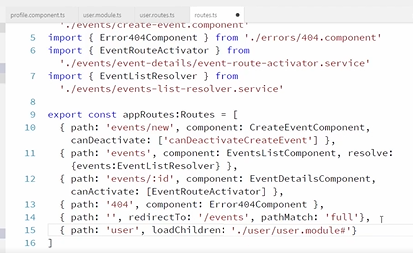 profile.component.ts user.module.ts user.routes.ts routes.ts
'./events/create-event.component'
5 import { Error404Component } from './errors/404.component'
6 import { EventRouteActivator } from
'./events/event-details/event-route-activator.service'
7 import { EventListResolver } from
'./events/events-list-resolver.service'
8
9 export const appRoutes:Routes = [
10 { path: 'events/new', component: CreateEventComponent,
canDeactivate: ['canDeactivateCreateEvent'] },
11 { path: 'events', component: EventsListComponent, resolve:
{events:EventListResolver} },
12 { path: 'events/:id', component: EventDetailsComponent,
canActivate: [EventRouteActivator] },
13 { path: '404', component: Error404Component },
14 { path: '', redirectTo: '/events', pathMatch: 'full'},
15 { path: 'user', loadChildren: './user/user.module#'}
16 ]